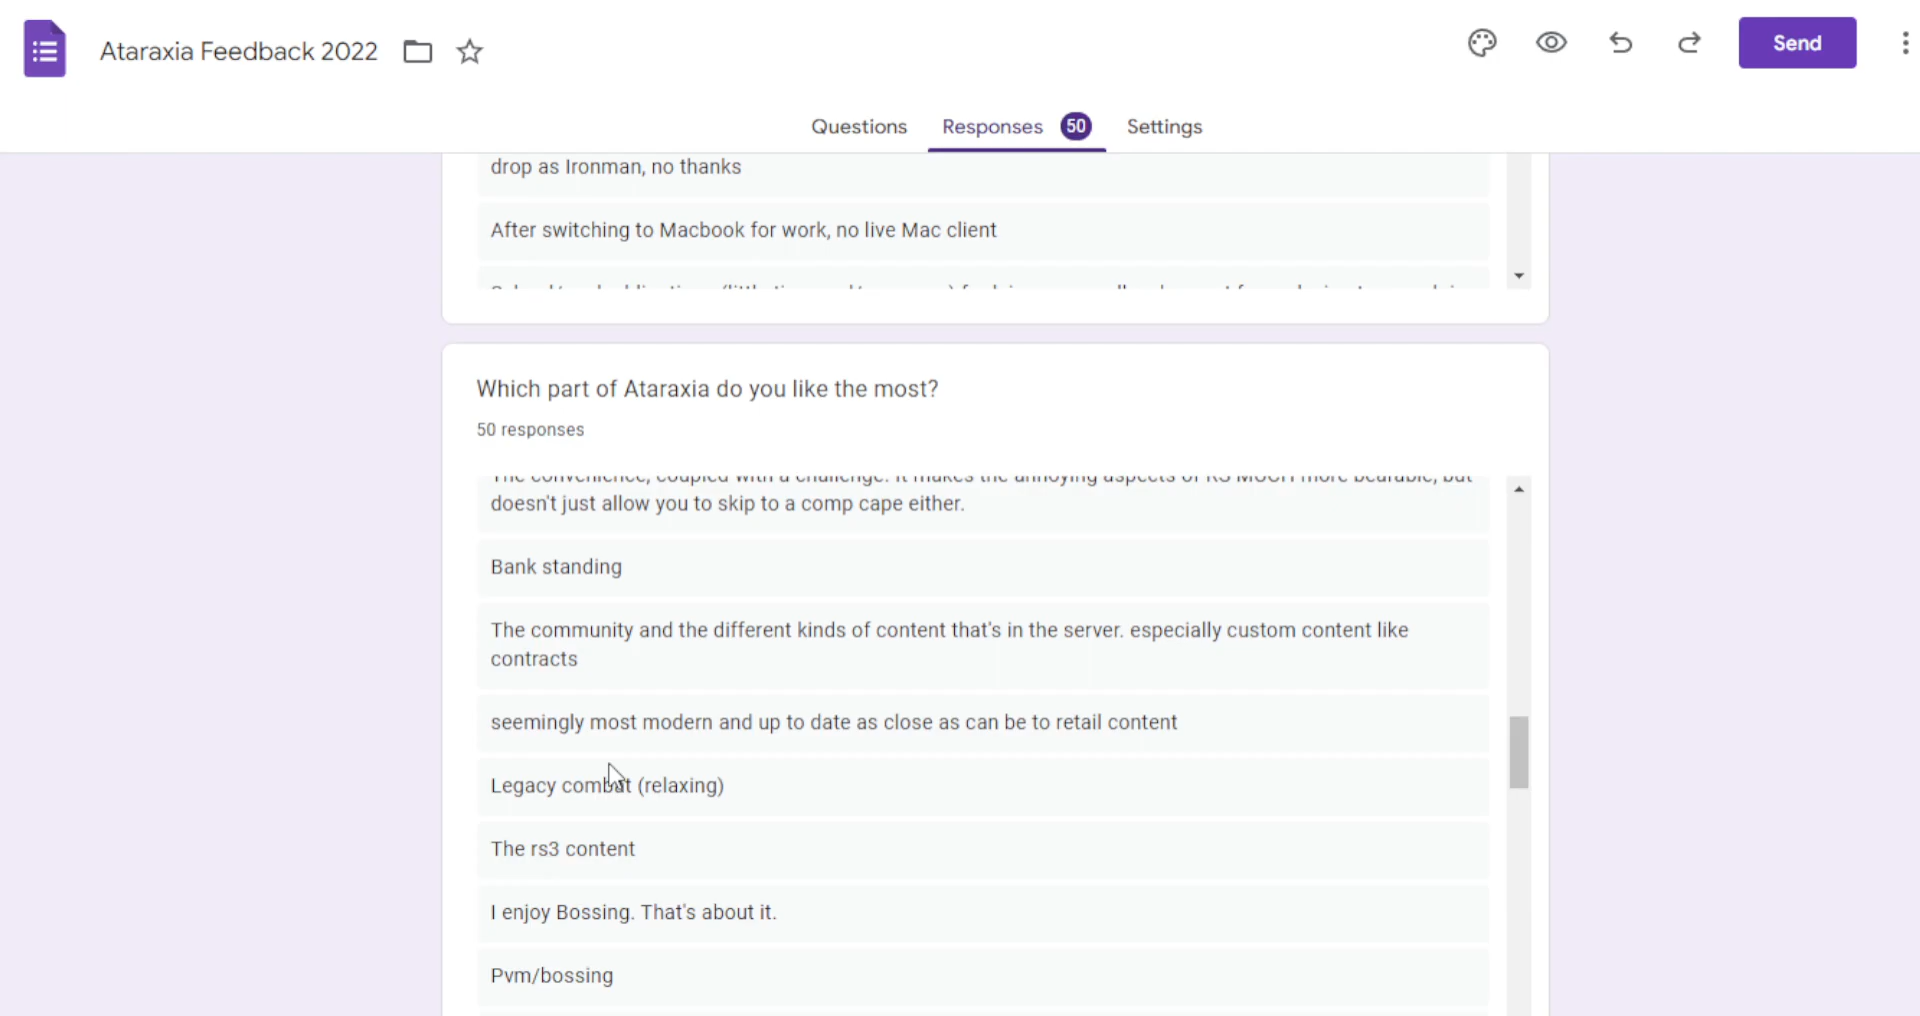 Ataraxia Feedback 2022
Send
Questions
Responses 50
Settings
drop as Ironman, no thanks
After switching to Macbook for work, no live Mac client
Which part of Ataraxia do you like the most?
50 responses
The convenience, coupled with a challenge. It makes the annoying aspects of RS MUCH more bearable, but
doesn't just allow you to skip to a comp cape either.
Bank standing
The community and the different kinds of content that's in the server. especially custom content like
contracts
seemingly most modern and up to date as close as can be to retail content
Legacy combat (relaxing)
The rs3 content
I enjoy Bossing. That's about it.
Pvm/bossing